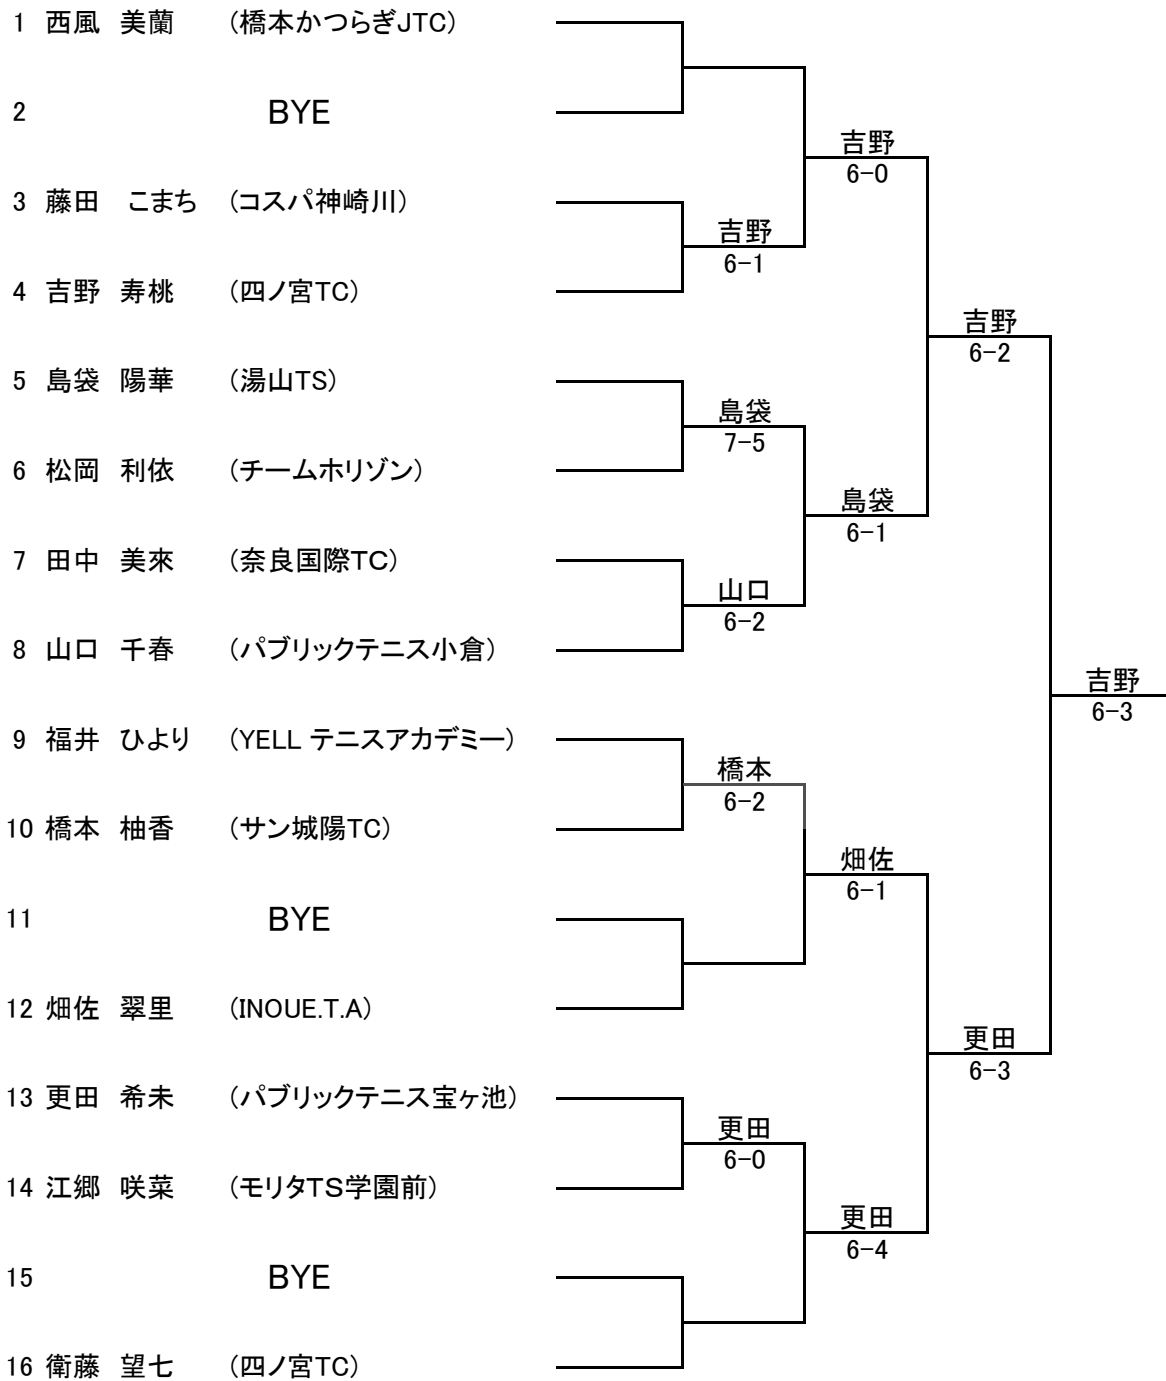 1 西風 美蘭 (橋本かつらぎJTC)
2 BYE
吉野
6-0
3 藤田 こまち (コスパ神崎川)
吉野
6-1
4 吉野 寿桃 (四ノ宮TC)
吉野
6-2
5 島袋 陽華 (湯山TS)
島袋
7-5
6 松岡 利依 (チームホリゾン)
島袋
6-1
7 田中 美來 (奈良国際TC)
山口
6-2
8 山口 千春 (パブリックテニス小倉)
吉野
6-3
9 福井 ひより (YELL テニスアカデミー)
橋本
6-2
10 橋本 柚香 (サン城陽TC)
畑佐
6-1
11 BYE
12 畑佐 翠里 (INOUE.T.A)
更田
6-3
13 更田 希未 (パブリックテニス宝ヶ池)
更田
6-0
14 江郷 咲菜 (モリタTS学園前)
更田
6-4
15 BYE
16 衛藤 望七 (四ノ宮TC)